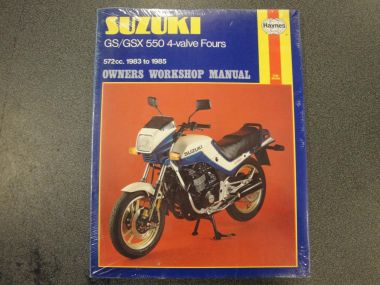 SUZUKI
Haynes
GS/GSX 550 4-valve Fours
572cc. 1983 to 1985
OWNERS WORKSHOP MANUAL
SUZUKI